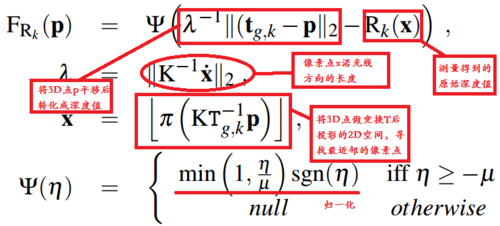 F_{R_k}(p) = Ψ(λ^{-1}‖(t_{g,k} − p‖_2 − R_k(x)),
将3D点p平移后
转化成深度值
λ = ‖K^{-1}ẋ‖_2,
像素点x沿光线
方向的长度
测量得到的
原始深度值
x = ⌊π(KT_{g,k}^{-1}p)⌋,
将3D点做变换T后
投影的2D空间,寻
找最近邻的像素点
Ψ(η) = { min(1, η/μ) sgn(η) iff η ≥ −μ
null otherwise
归一化